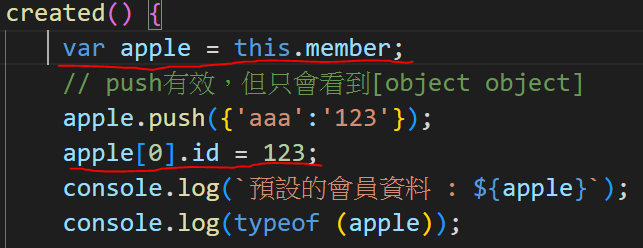 created() {
var apple = this.member;
// push有效，但只會看到[object object]
apple.push({'aaa':'123'});
apple[0].id = 123;
console.log(`預設的會員資料 : ${apple}`);
console.log(typeof (apple));